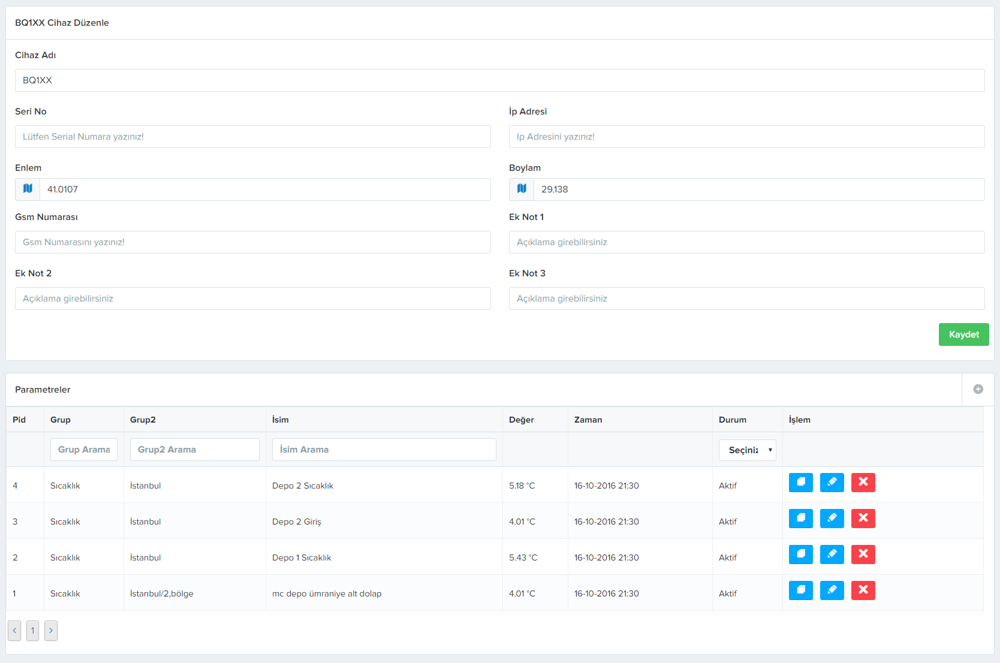 BQ1XX Cihaz Düzenle
Cihaz Adı
BQ1XX
Seri No İp Adresi
Lütfen Serial Numara yazınız! Ip Adresini yazınız!
Enlem Boylam
41.0107 29.138
Gsm Numarası Ek Not 1
Gsm Numarasını yazınız! Açıklama girebilirsiniz
Ek Not 2 Ek Not 3
Açıklama girebilirsiniz Açıklama girebilirsiniz
Kaydet
Parametreler
Pid Grup Grup2 İsim Değer Zaman Durum İşlem
Grup Arama Grup2 Arama İsim Arama Seçiniz
4 Sıcaklık İstanbul Depo 2 Sıcaklık 5.18 °C 16-10-2016 21:30 Aktif
3 Sıcaklık İstanbul Depo 2 Giriş 4.01 °C 16-10-2016 21:30 Aktif
2 Sıcaklık İstanbul Depo 1 Sıcaklık 5.43 °C 16-10-2016 21:30 Aktif
1 Sıcaklık İstanbul/2,bölge mc depo ümraniye alt dolap 4.01 °C 16-10-2016 21:30 Aktif
< 1 >